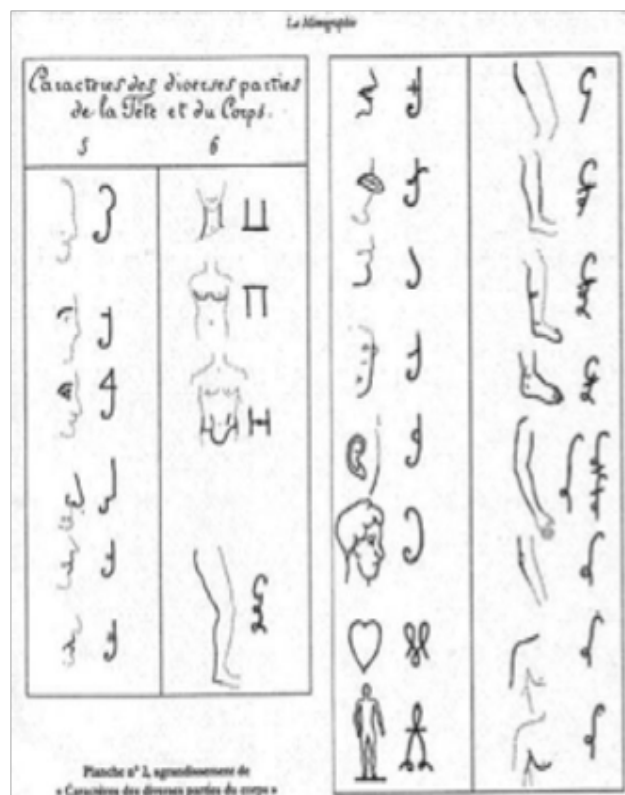 La Mimographie
Caracteres des diverses parties
de la Tête et du Corps.
5 6
Planche n° 2, agrandissement de
« Caractères des diverses parties du corps »